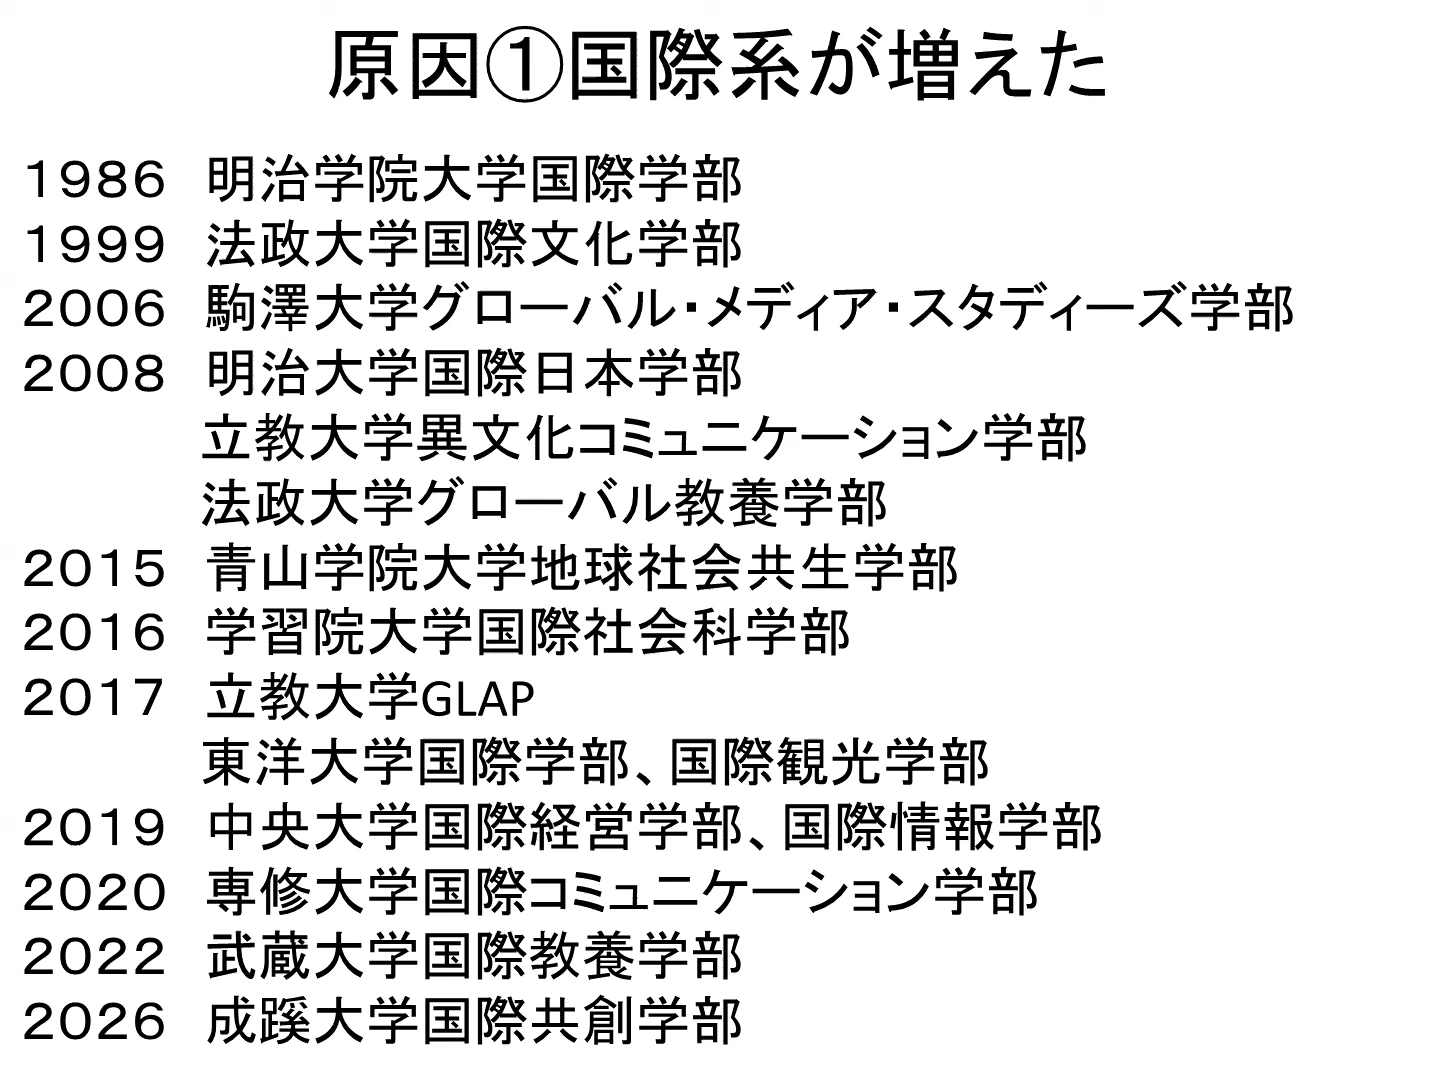 原因①国際系が増えた
1986 明治学院大学国際学部
1999 法政大学国際文化学部
2006 駒澤大学グローバル・メディア・スタディーズ学部
2008 明治大学国際日本学部
立教大学異文化コミュニケーション学部
法政大学グローバル教養学部
2015 青山学院大学地球社会共生学部
2016 学習院大学国際社会科学部
2017 立教大学GLAP
東洋大学国際学部、国際観光学部
2019 中央大学国際経営学部、国際情報学部
2020 専修大学国際コミュニケーション学部
2022 武蔵大学国際教養学部
2026 成蹊大学国際共創学部